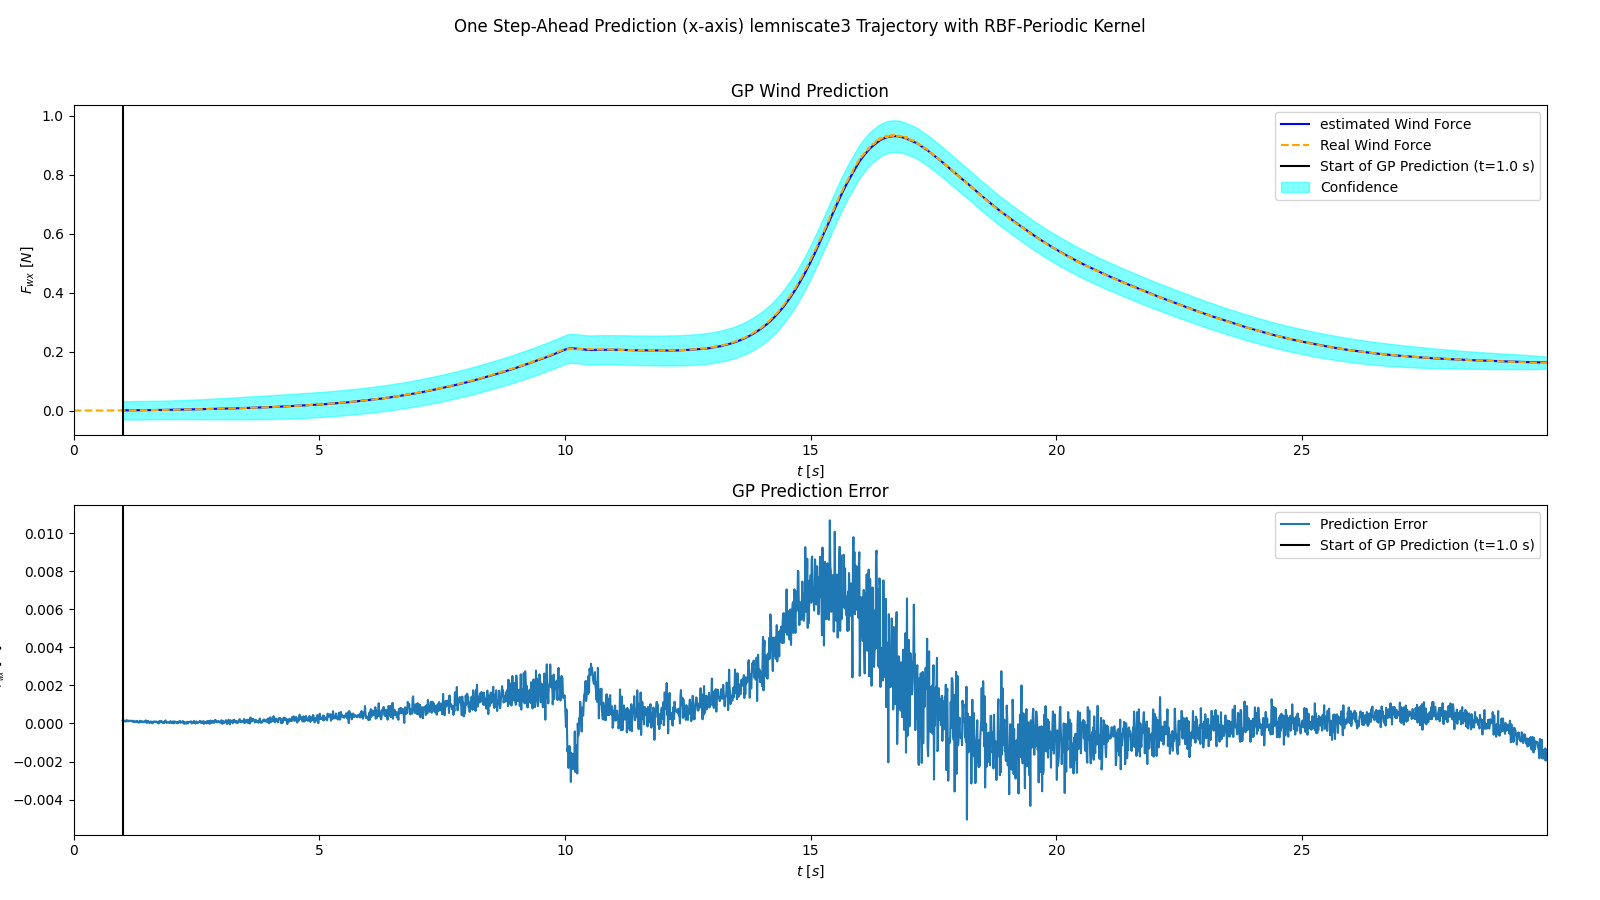 One Step-Ahead Prediction (x-axis) lemniscate3 Trajectory with RBF-Periodic Kernel
GP Wind Prediction
1.0
0.8
0.6
0.4
0.2
0.0
F_wx [N]
estimated Wind Force
Real Wind Force
Start of GP Prediction (t=1.0 s)
Confidence
0 5 10 15 20 25
t [s]
GP Prediction Error
0.010
0.008
0.006
0.004
0.002
0.000
−0.002
−0.004
Prediction Error
Start of GP Prediction (t=1.0 s)
0 5 10 15 20 25
t [s]